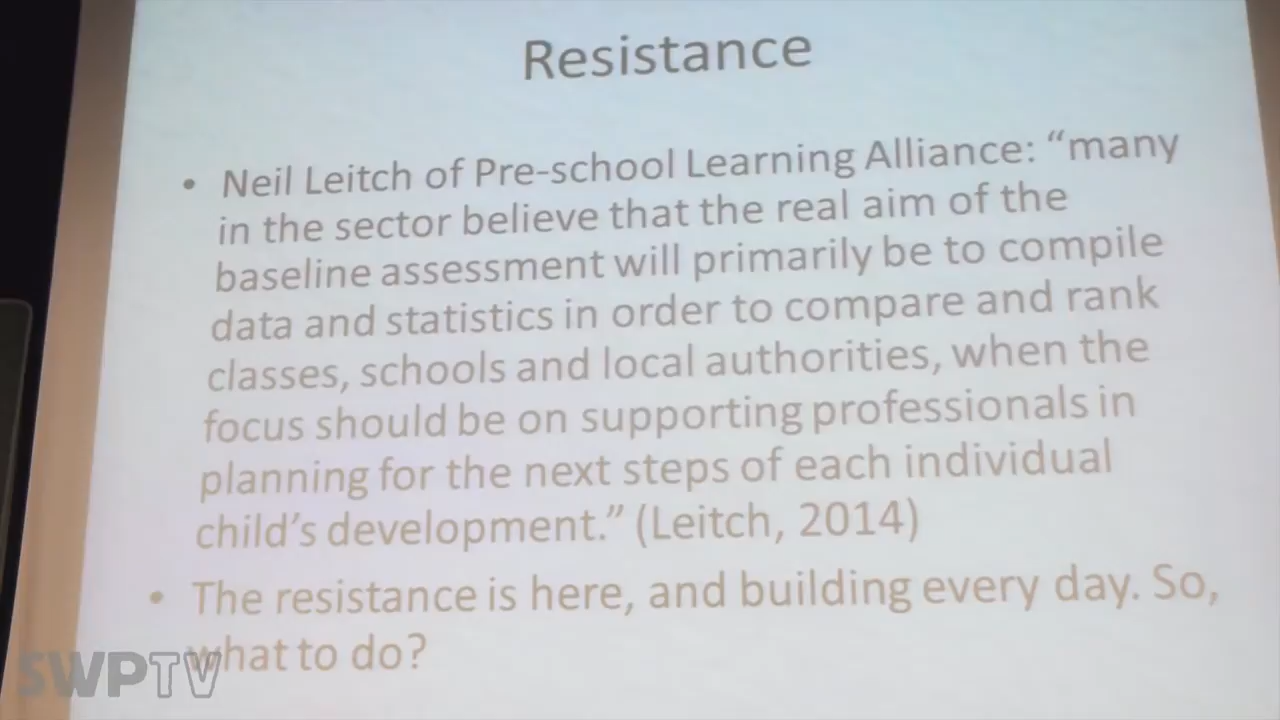 Resistance
• Neil Leitch of Pre-school Learning Alliance: “many
in the sector believe that the real aim of the
baseline assessment will primarily be to compile
data and statistics in order to compare and rank
classes, schools and local authorities, when the
focus should be on supporting professionals in
planning for the next steps of each individual
child’s development.” (Leitch, 2014)
• The resistance is here, and building every day. So,
what to do?
SWPTV